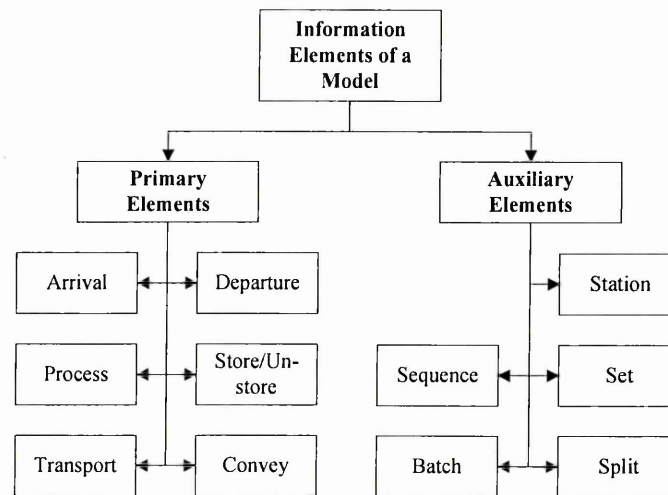 Information
Elements of a
Model
Primary
Elements
Auxiliary
Elements
Arrival
Departure
Station
Process
Store/Un-
store
Sequence
Set
Transport
Convey
Batch
Split